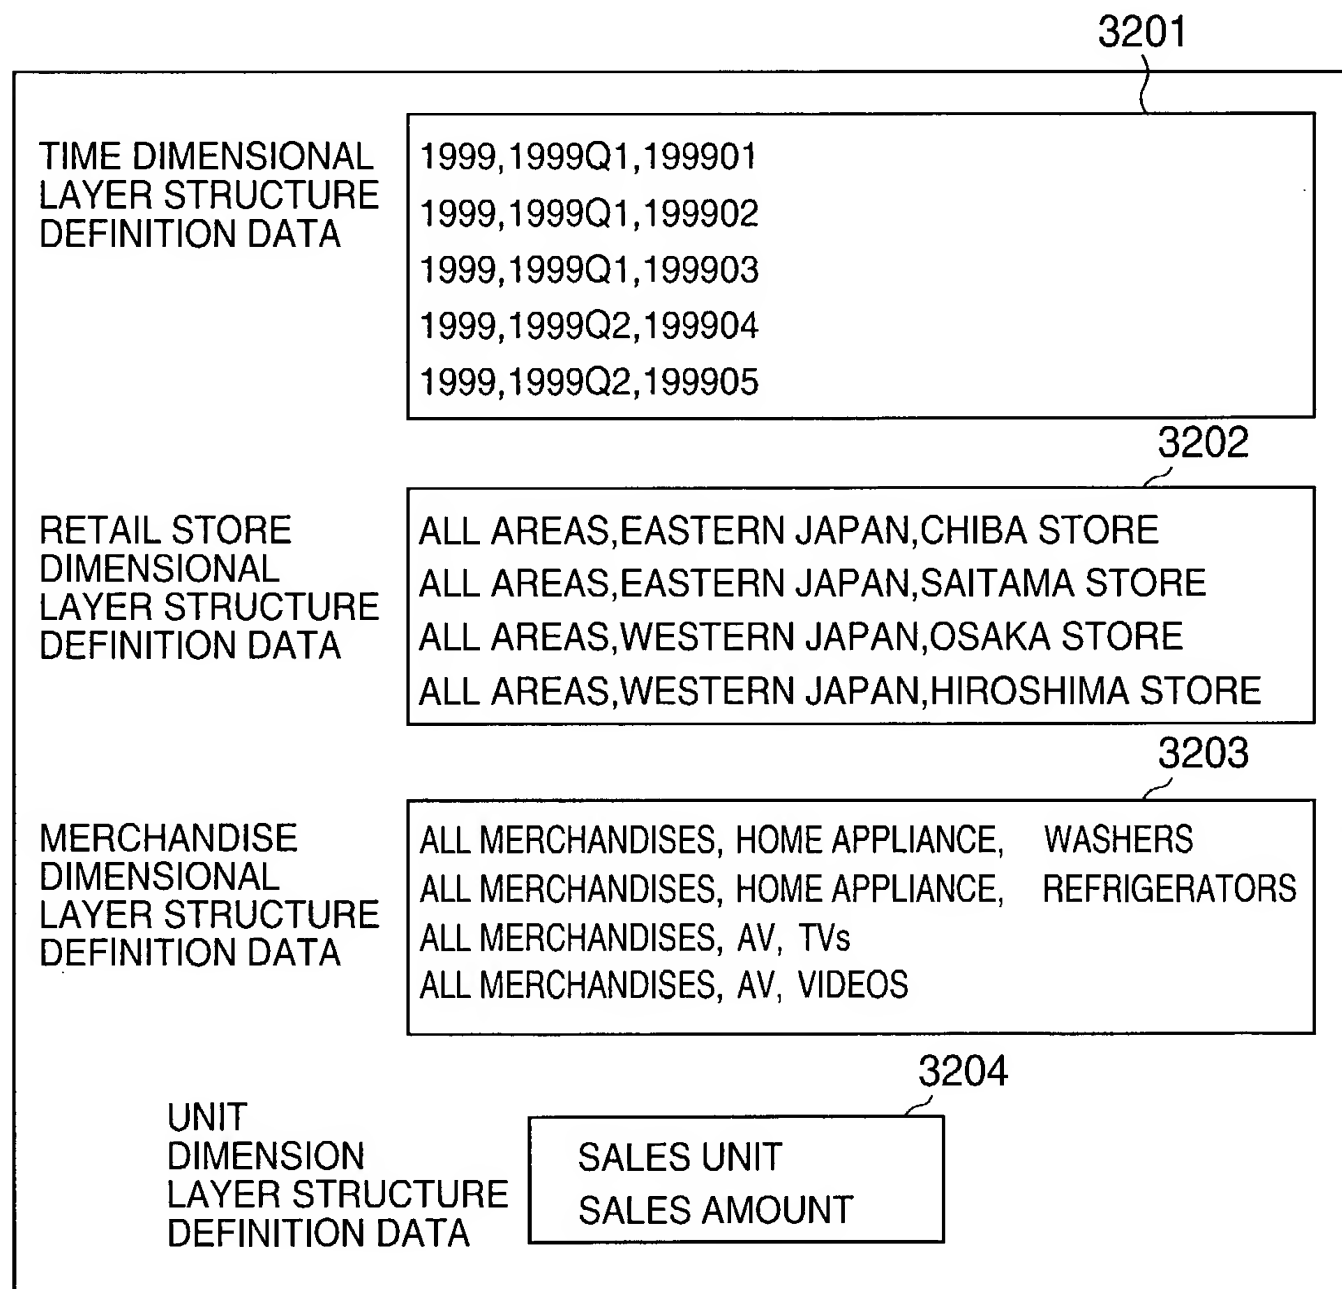 3201
TIME DIMENSIONAL
LAYER STRUCTURE
DEFINITION DATA
1999,1999Q1,199901
1999,1999Q1,199902
1999,1999Q1,199903
1999,1999Q2,199904
1999,1999Q2,199905
3202
RETAIL STORE
DIMENSIONAL
LAYER STRUCTURE
DEFINITION DATA
ALL AREAS,EASTERN JAPAN,CHIBA STORE
ALL AREAS,EASTERN JAPAN,SAITAMA STORE
ALL AREAS,WESTERN JAPAN,OSAKA STORE
ALL AREAS,WESTERN JAPAN,HIROSHIMA STORE
3203
MERCHANDISE
DIMENSIONAL
LAYER STRUCTURE
DEFINITION DATA
ALL MERCHANDISES, HOME APPLIANCE, WASHERS
ALL MERCHANDISES, HOME APPLIANCE, REFRIGERATORS
ALL MERCHANDISES, AV, TVs
ALL MERCHANDISES, AV, VIDEOS
3204
UNIT
DIMENSION
LAYER STRUCTURE
DEFINITION DATA
SALES UNIT
SALES AMOUNT